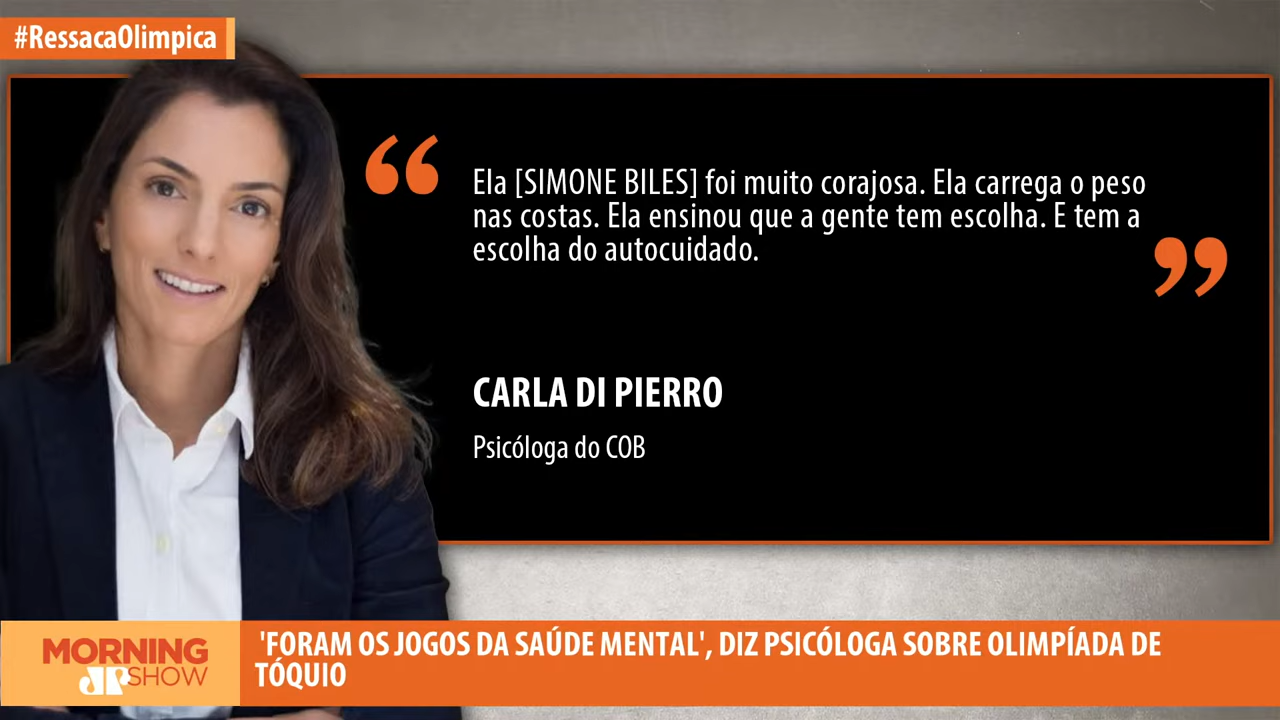 #RessacaOlimpica
Ela [SIMONE BILES] foi muito corajosa. Ela carrega o peso
nas costas. Ela ensinou que a gente tem escolha. E tem a
escolha do autocuidado.
CARLA DI PIERRO
Psicóloga do COB
MORNING
JP SHOW
'FORAM OS JOGOS DA SAÚDE MENTAL', DIZ PSICÓLOGA SOBRE OLIMPÍADA DE
TÓQUIO